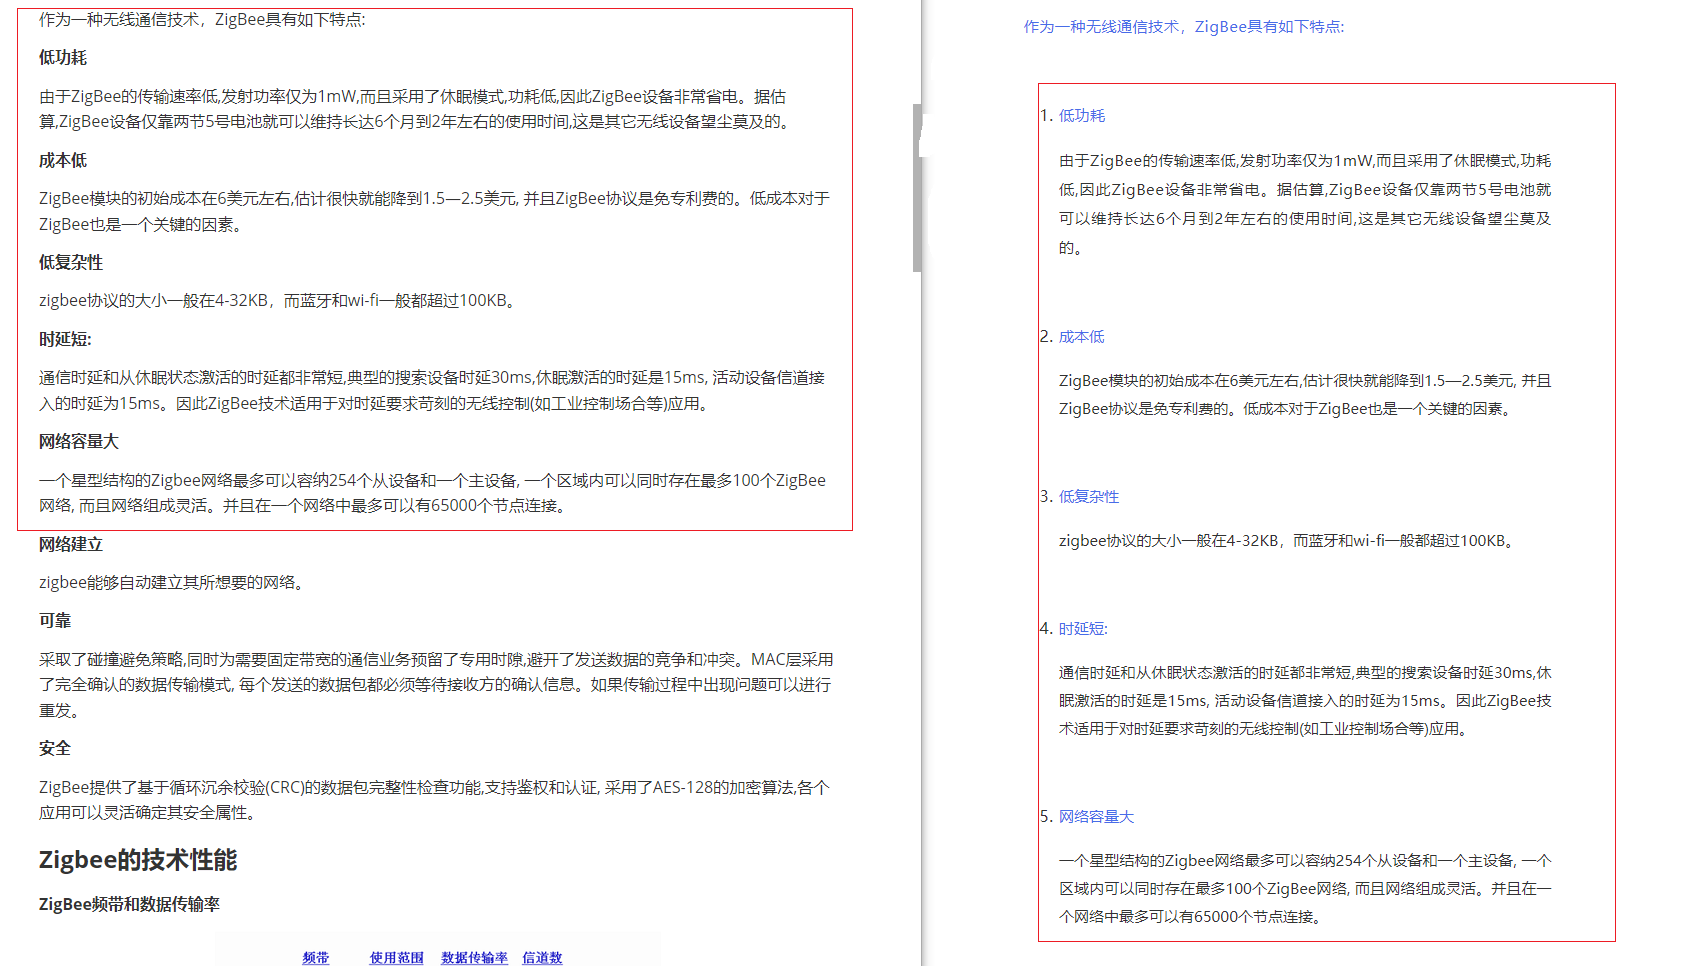 作为一种无线通信技术，ZigBee具有如下特点:
低功耗
由于ZigBee的传输速率低,发射功率仅为1mW,而且采用了休眠模式,功耗低,因此ZigBee设备非常省电。据估
算,ZigBee设备仅靠两节5号电池就可以维持长达6个月到2年左右的使用时间,这是其它无线设备望尘莫及的。
成本低
ZigBee模块的初始成本在6美元左右,估计很快就能降到1.5—2.5美元, 并且ZigBee协议是免专利费的。低成本对于
ZigBee也是一个关键的因素。
低复杂性
zigbee协议的大小一般在4-32KB，而蓝牙和wi-fi一般都超过100KB。
时延短:
通信时延和从休眠状态激活的时延都非常短,典型的搜索设备时延30ms,休眠激活的时延是15ms, 活动设备信道接
入的时延为15ms。因此ZigBee技术适用于对时延要求苛刻的无线控制(如工业控制场合等)应用。
网络容量大
一个星型结构的Zigbee网络最多可以容纳254个从设备和一个主设备, 一个区域内可以同时存在最多100个ZigBee
网络, 而且网络组成灵活。并且在一个网络中最多可以有65000个节点连接。
网络建立
zigbee能够自动建立其所想要的网络。
可靠
采取了碰撞避免策略,同时为需要固定带宽的通信业务预留了专用时隙,避开了发送数据的竞争和冲突。MAC层采用
了完全确认的数据传输模式, 每个发送的数据包都必须等待接收方的确认信息。如果传输过程中出现问题可以进行
重发。
安全
ZigBee提供了基于循环沉余校验(CRC)的数据包完整性检查功能,支持鉴权和认证, 采用了AES-128的加密算法,各个
应用可以灵活确定其安全属性。
Zigbee的技术性能
ZigBee频带和数据传输率
频带 使用范围 数据传输率 信道数
作为一种无线通信技术，ZigBee具有如下特点:
1. 低功耗
由于ZigBee的传输速率低,发射功率仅为1mW,而且采用了休眠模式,功耗
低,因此ZigBee设备非常省电。据估算,ZigBee设备仅靠两节5号电池就
可以维持长达6个月到2年左右的使用时间,这是其它无线设备望尘莫及
的。
2. 成本低
ZigBee模块的初始成本在6美元左右,估计很快就能降到1.5—2.5美元, 并且
ZigBee协议是免专利费的。低成本对于ZigBee也是一个关键的因素。
3. 低复杂性
zigbee协议的大小一般在4-32KB，而蓝牙和wi-fi一般都超过100KB。
4. 时延短:
通信时延和从休眠状态激活的时延都非常短,典型的搜索设备时延30ms,休
眠激活的时延是15ms, 活动设备信道接入的时延为15ms。因此ZigBee技
术适用于对时延要求苛刻的无线控制(如工业控制场合等)应用。
5. 网络容量大
一个星型结构的Zigbee网络最多可以容纳254个从设备和一个主设备, 一个
区域内可以同时存在最多100个ZigBee网络, 而且网络组成灵活。并且在一
个网络中最多可以有65000个节点连接。